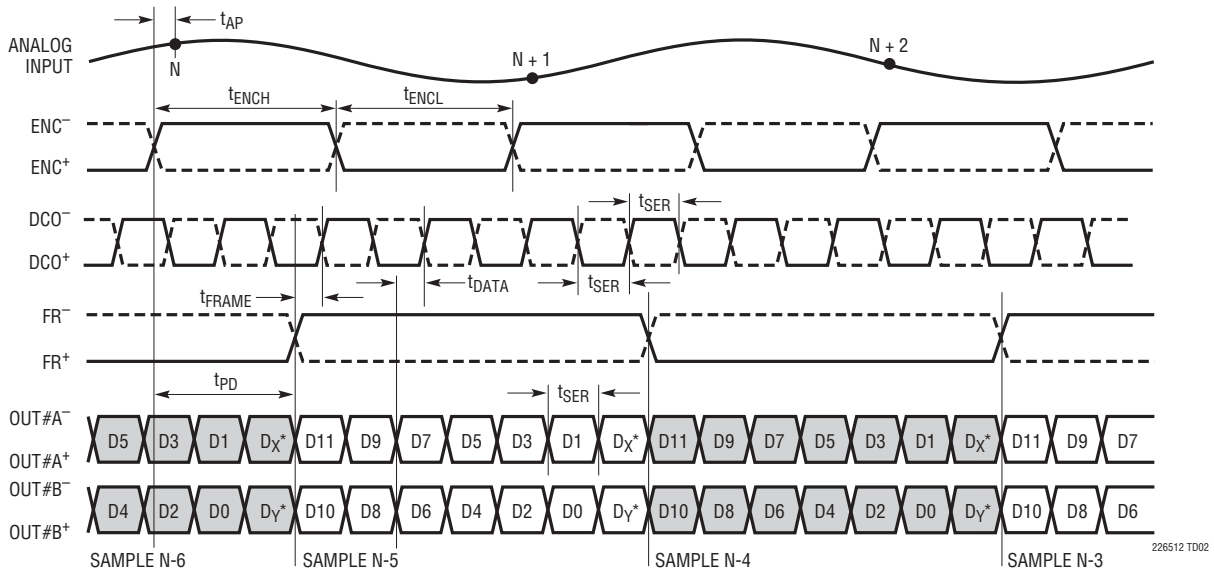 t_AP
ANALOG
INPUT
N
N + 1
N + 2
t_ENCH
t_ENCL
ENC⁻
ENC⁺
DCO⁻
DCO⁺
t_SER
t_FRAME
t_DATA
t_SER
FR⁻
FR⁺
t_PD
t_SER
OUT#A⁻
D5 D3 D1 D_X* D11 D9 D7 D5 D3 D1 D_X* D11 D9 D7 D5 D3 D1 D_X* D11 D9 D7
OUT#A⁺
OUT#B⁻
D4 D2 D0 D_Y* D10 D8 D6 D4 D2 D0 D_Y* D10 D8 D6 D4 D2 D0 D_Y* D10 D8 D6
OUT#B⁺
SAMPLE N-6
SAMPLE N-5
SAMPLE N-4
SAMPLE N-3
226512 TD02